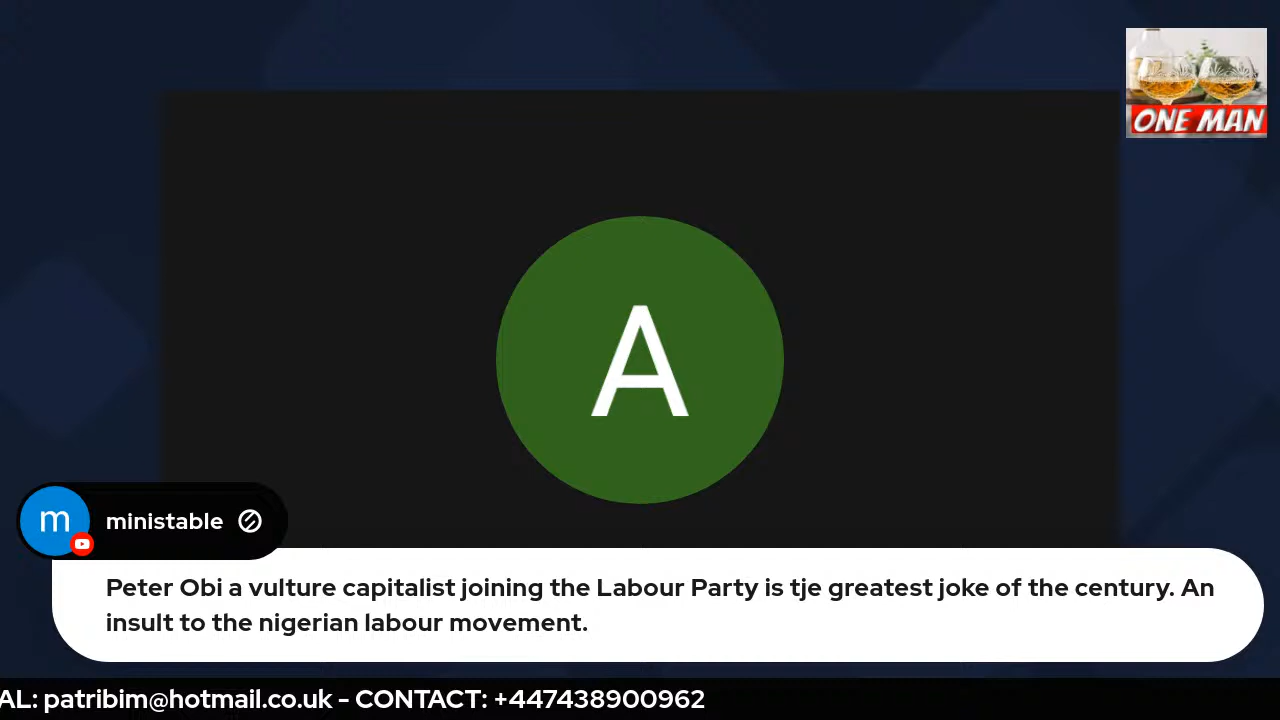 ONE MAN
A
m
ministable
Peter Obi a vulture capitalist joining the Labour Party is tje greatest joke of the century. An
insult to the nigerian labour movement.
AL: patribim@hotmail.co.uk - CONTACT: +447438900962